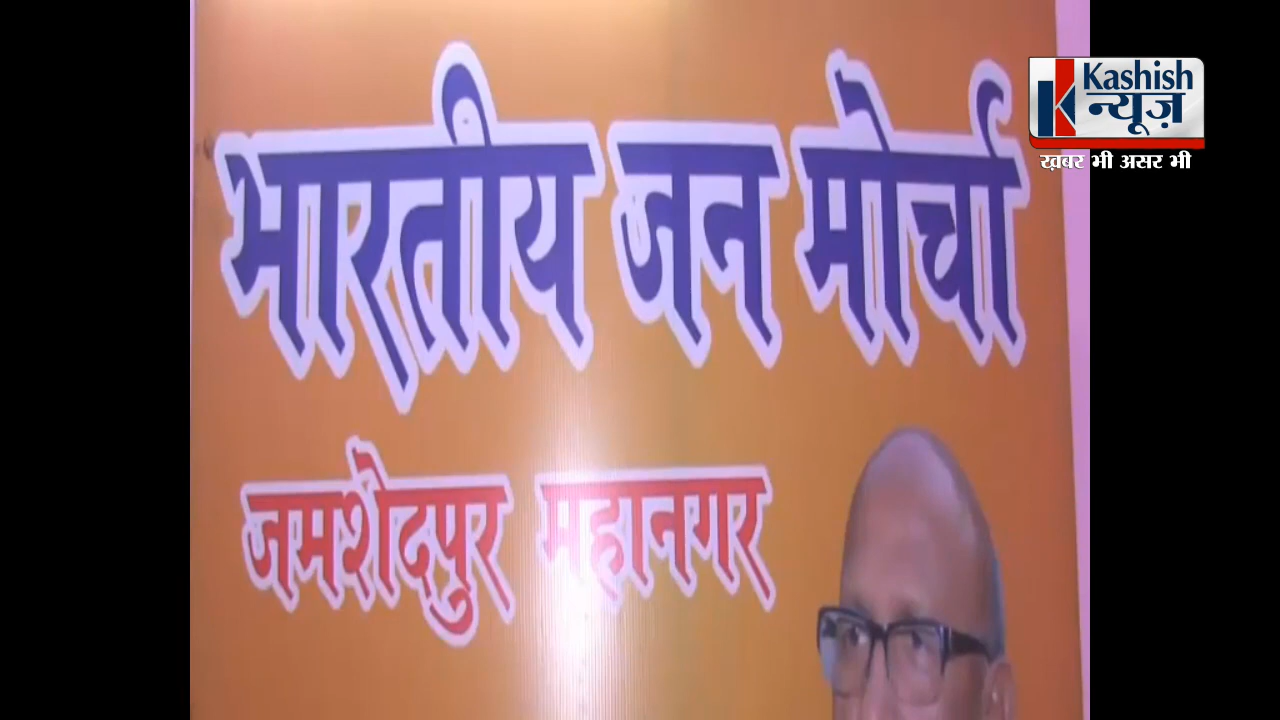 भारतीय जन मोर्चा
जमशेदपुर महानगर
Kashish
न्यूज़
ख़बर भी असर भी